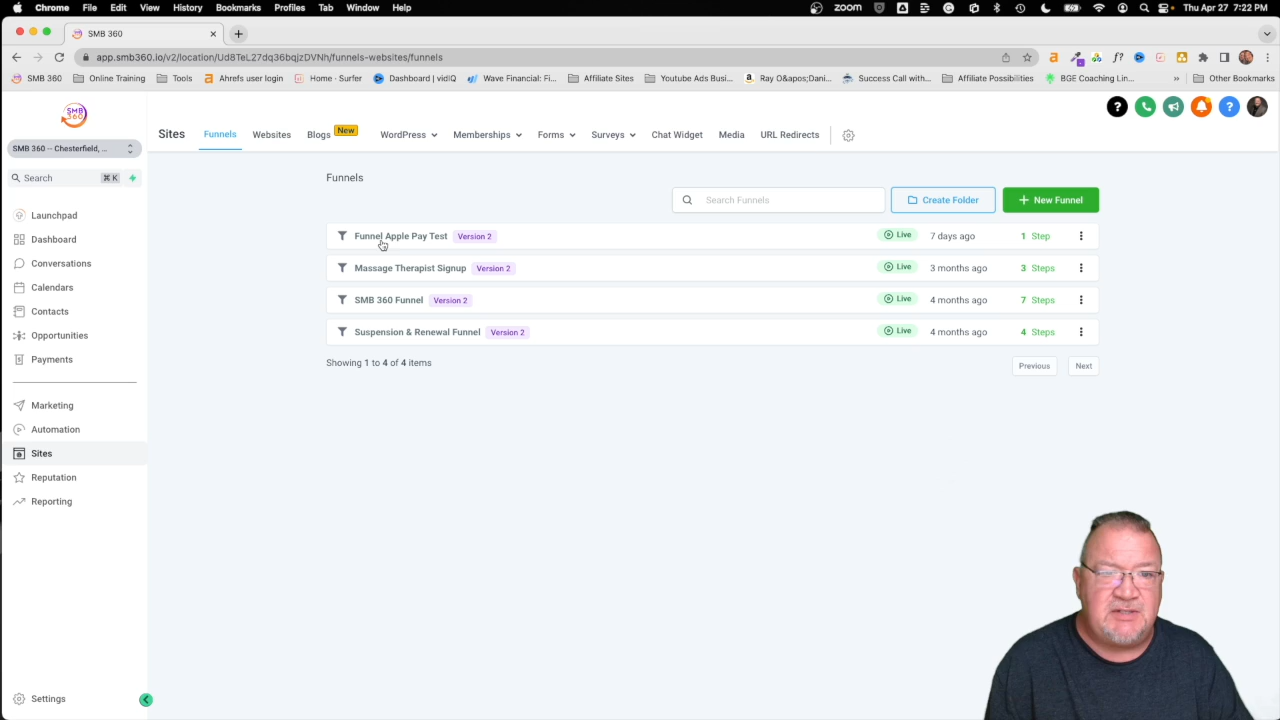 Chrome File Edit View History Bookmarks Profiles Tab Window Help zoom Thu Apr 27 7:22 PM
SMB 360
app.smb360.io/v2/location/Ud8TeL27dq36bqjzDVNh/funnels-websites/funnels
SMB 360 Online Training Tools Ahrefs user login Home · Surfer Dashboard | vidIQ Wave Financial: Fi... Affiliate Sites Youtube Ads Busi... Ray O&apos;Dani... Success Call with... Affiliate Possibilities BGE Coaching Lin... » Other Bookmarks
SMB
360
Sites Funnels Websites Blogs New WordPress Memberships Forms Surveys Chat Widget Media URL Redirects
SMB 360 -- Chesterfield, ...
Search ⌘ K
Launchpad
Dashboard
Conversations
Calendars
Contacts
Opportunities
Payments
Marketing
Automation
Sites
Reputation
Reporting
Settings
Funnels
Search Funnels Create Folder + New Funnel
Funnel Apple Pay Test Version 2 Live 7 days ago 1 Step
Massage Therapist Signup Version 2 Live 3 months ago 3 Steps
SMB 360 Funnel Version 2 Live 4 months ago 7 Steps
Suspension & Renewal Funnel Version 2 Live 4 months ago 4 Steps
Showing 1 to 4 of 4 items Previous Next